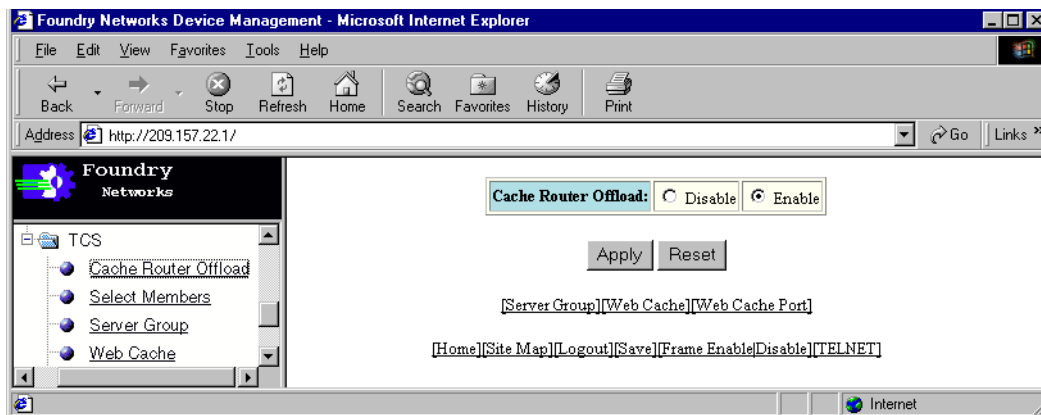 Foundry Networks Device Management - Microsoft Internet Explorer
File Edit View Favorites Tools Help
Back Forward Stop Refresh Home Search Favorites History Print
Address http://209.157.22.1/ Go Links »
Foundry
Networks
TCS
Cache Router Offload
Select Members
Server Group
Web Cache
Cache Router Offload: Disable Enable
Apply Reset
[Server Group][Web Cache][Web Cache Port]
[Home][Site Map][Logout][Save][Frame Enable|Disable][TELNET]
Internet